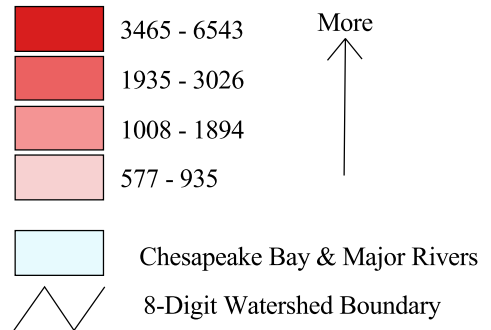 More
3465 - 6543
1935 - 3026
1008 - 1894
577 - 935
Chesapeake Bay & Major Rivers
8-Digit Watershed Boundary